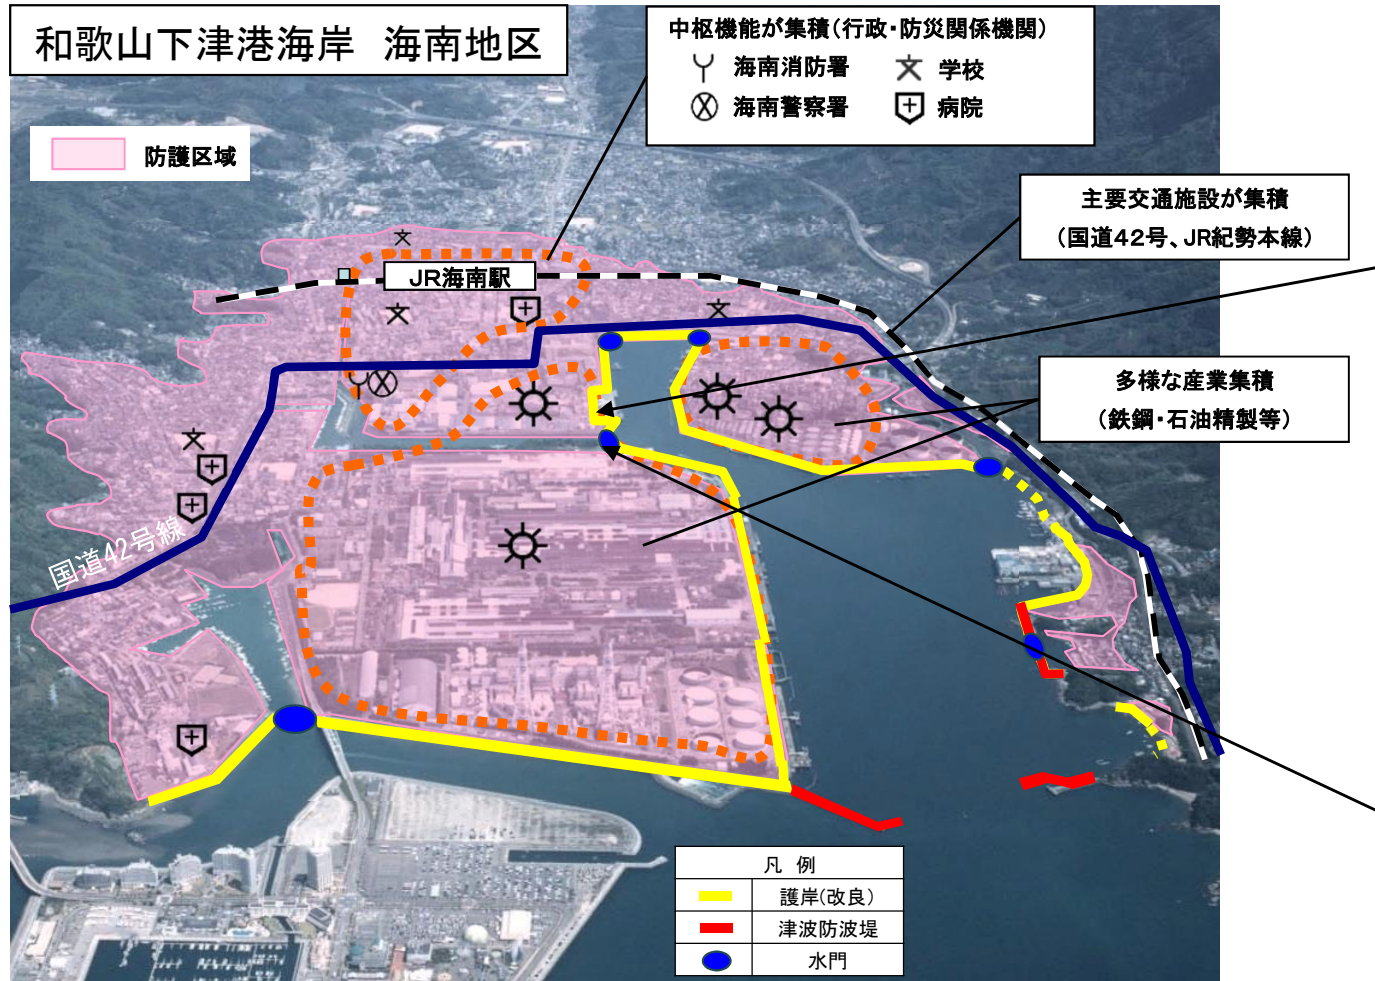 和歌山下津港海岸　海南地区
中枢機能が集積(行政・防災関係機関)
海南消防署
学校
海南警察署
病院
防護区域
主要交通施設が集積
(国道42号、JR紀勢本線)
JR海南駅
多様な産業集積
(鉄鋼・石油精製等)
国道42号線
凡 例
護岸(改良)
津波防波堤
水門